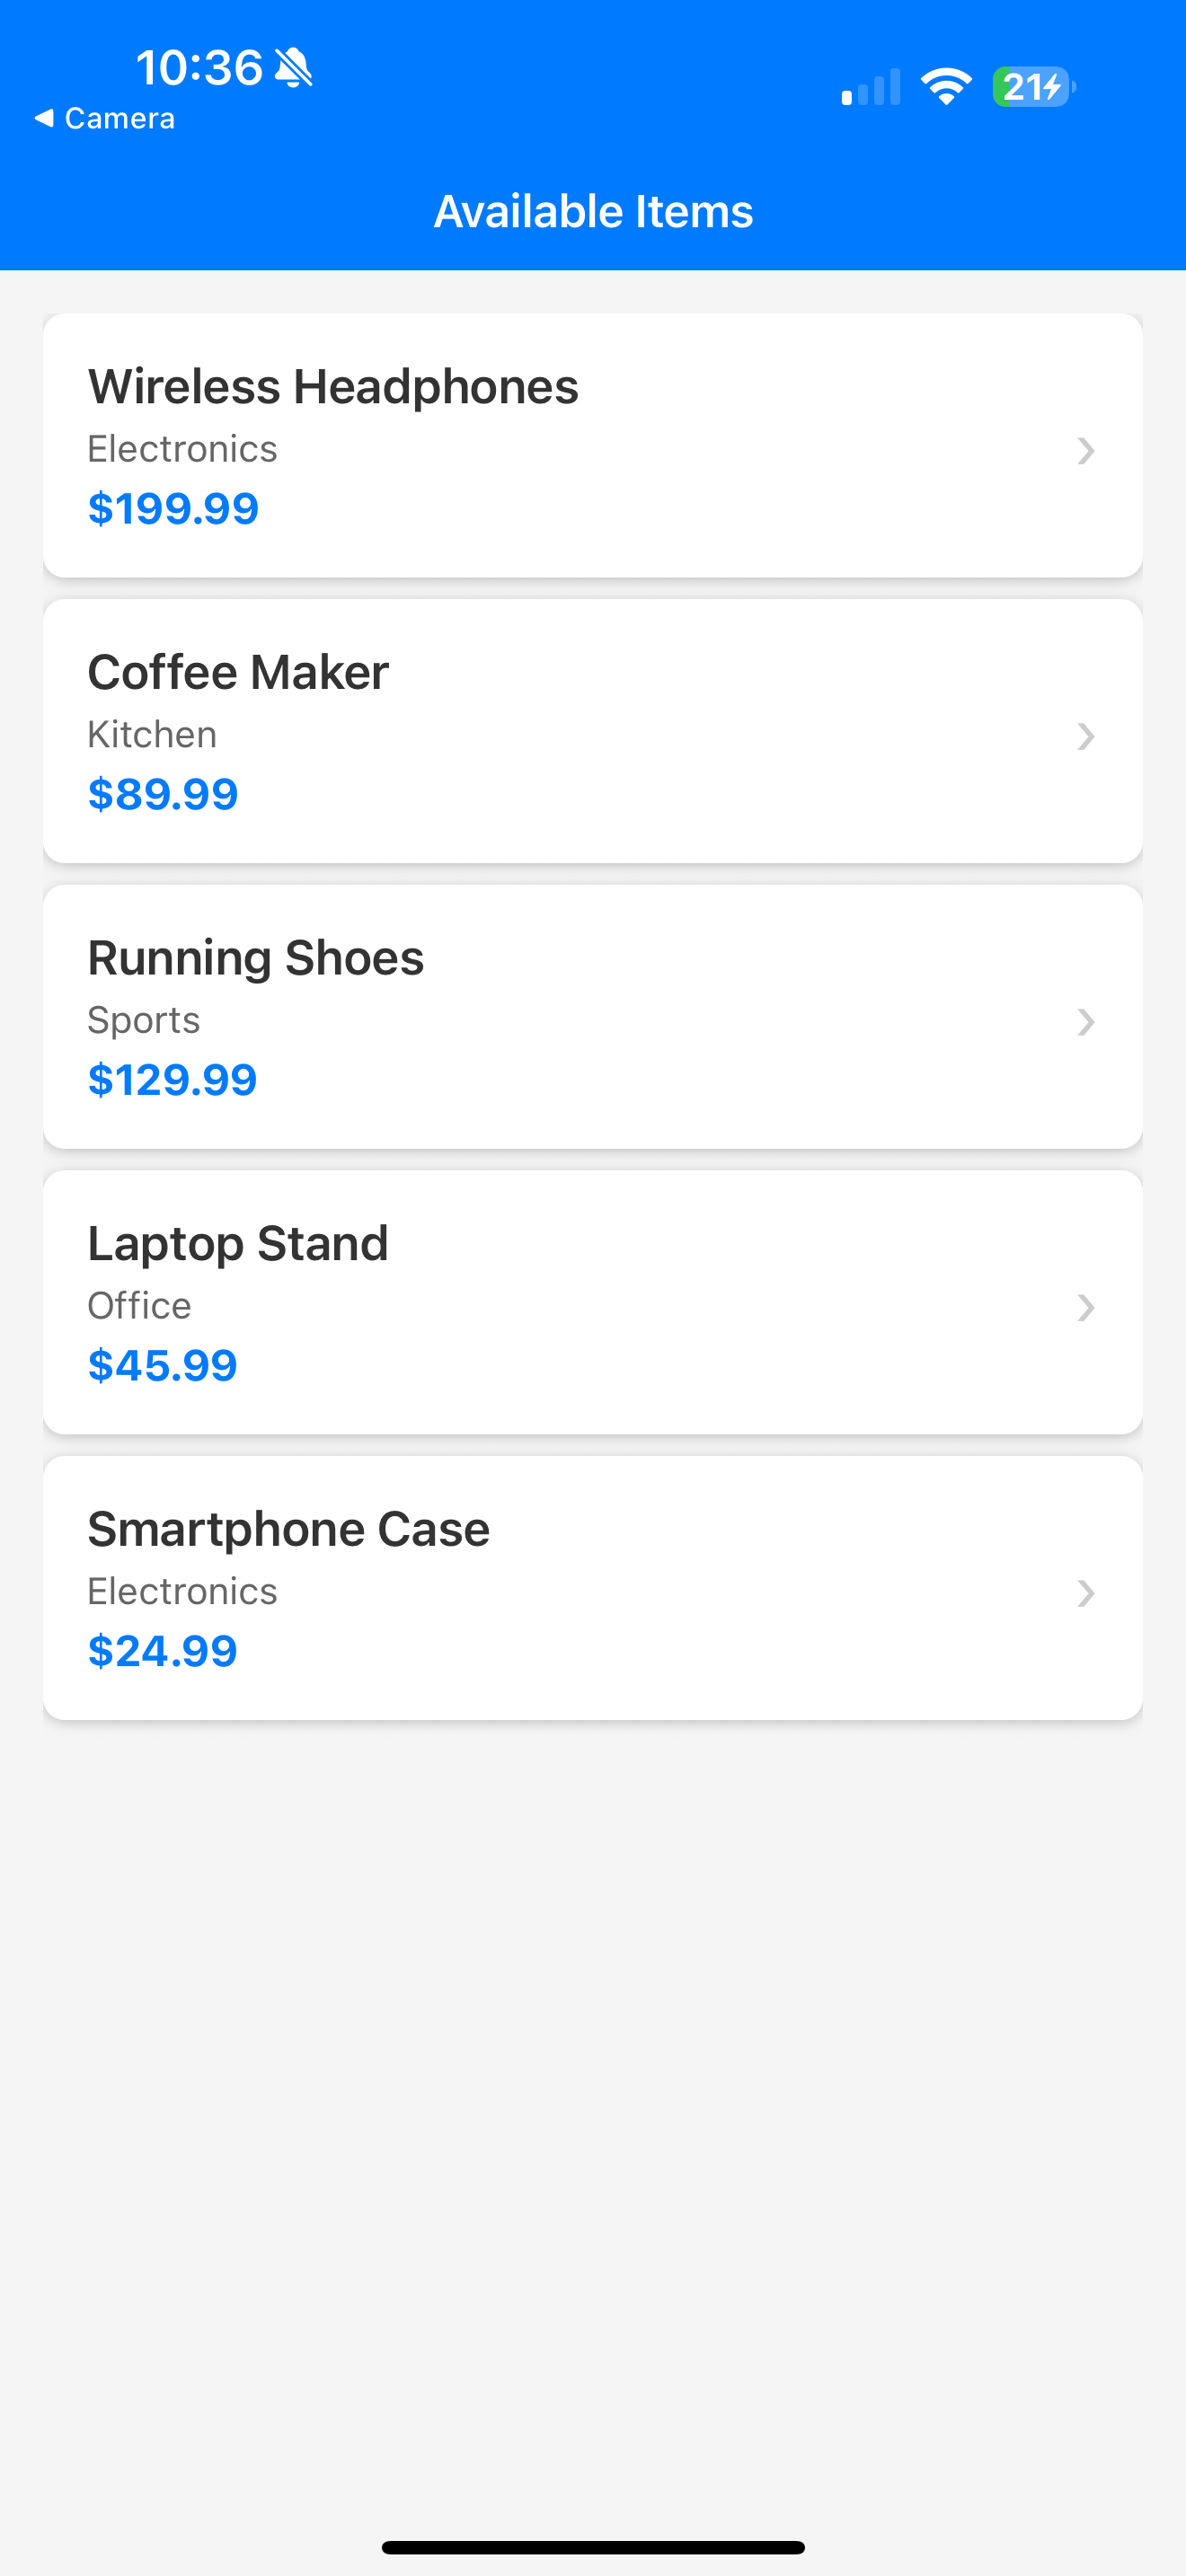 10:36
21
◀ Camera
Available Items
Wireless Headphones
Electronics
$199.99
Coffee Maker
Kitchen
$89.99
Running Shoes
Sports
$129.99
Laptop Stand
Office
$45.99
Smartphone Case
Electronics
$24.99